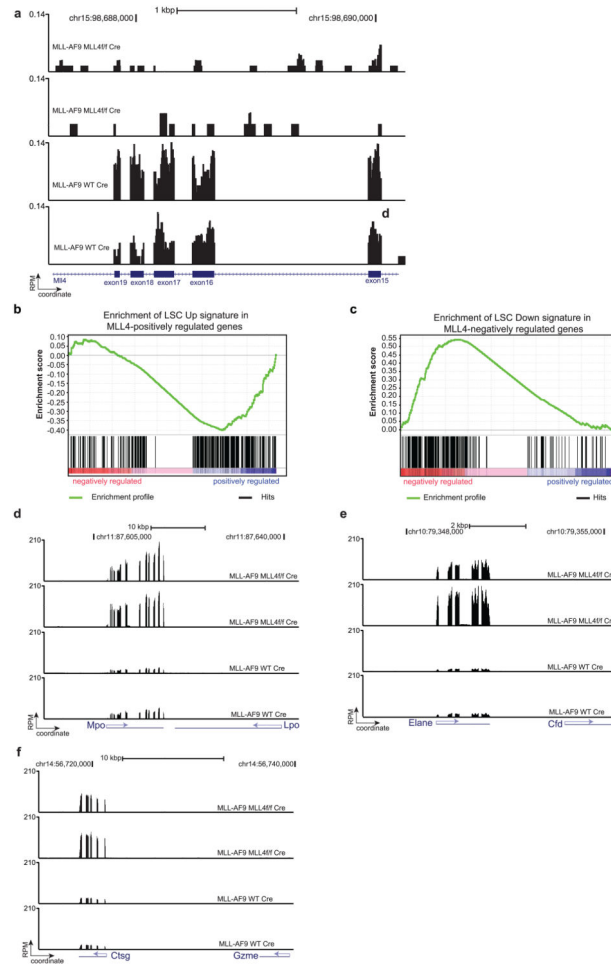 a
1 kbp
chr15:98,688,000
chr15:98,690,000
0.14
MLL-AF9 MLL4f/f Cre
0.14
MLL-AF9 MLL4f/f Cre
0.14
MLL-AF9 WT Cre
0.14
d
MLL-AF9 WT Cre
RPM
coordinate
Mll4
exon19 exon18 exon17 exon16 exon15
b
Enrichment of LSC Up signature in
MLL4-positively regulated genes
Enrichment score
0.10
0.05
0.00
-0.05
-0.10
-0.15
-0.20
-0.25
-0.30
-0.35
-0.40
negatively regulated
positively regulated
Enrichment profile
Hits
c
Enrichment of LSC Down signature in
MLL4-negatively regulated genes
Enrichment score
0.55
0.50
0.45
0.40
0.35
0.30
0.25
0.20
0.15
0.10
0.05
0.00
negatively regulated
positively regulated
Enrichment profile
Hits
d
10 kbp
chr11:87,605,000
chr11:87,640,000
210
MLL-AF9 MLL4f/f Cre
210
MLL-AF9 MLL4f/f Cre
210
MLL-AF9 WT Cre
210
MLL-AF9 WT Cre
RPM
coordinate
Mpo
Lpo
e
2 kbp
chr10:79,348,000
chr10:79,355,000
210
MLL-AF9 MLL4f/f Cre
210
MLL-AF9 MLL4f/f Cre
210
MLL-AF9 WT Cre
210
MLL-AF9 WT Cre
RPM
coordinate
Elane
Cfd
f
10 kbp
chr14:56,720,000
chr14:56,740,000
210
MLL-AF9 MLL4f/f Cre
210
MLL-AF9 MLL4f/f Cre
210
MLL-AF9 WT Cre
210
MLL-AF9 WT Cre
RPM
coordinate
Ctsg
Gzme